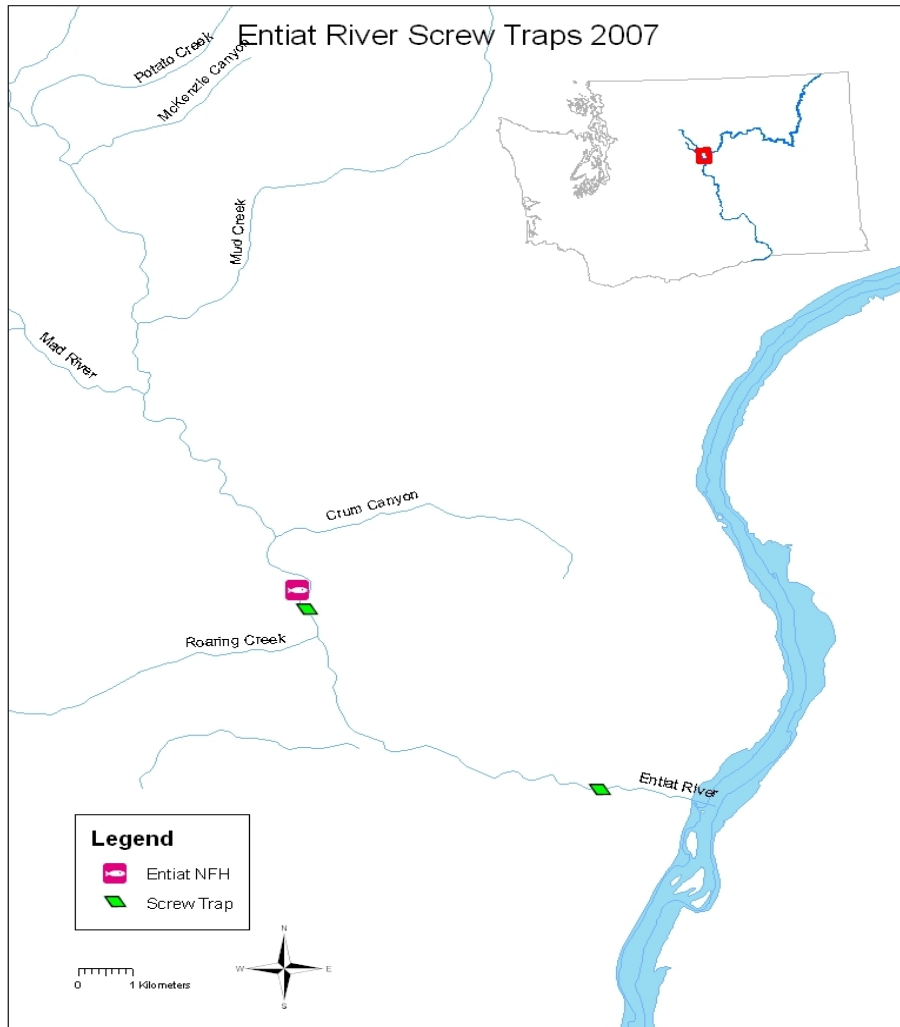 Entiat River Screw Traps 2007
Potato Creek
McKenzie Canyon
Mud Creek
Mad River
Crum Canyon
Roaring Creek
Entiat River
Legend
Entiat NFH
Screw Trap
N
W E
S
0 1 Kilometers